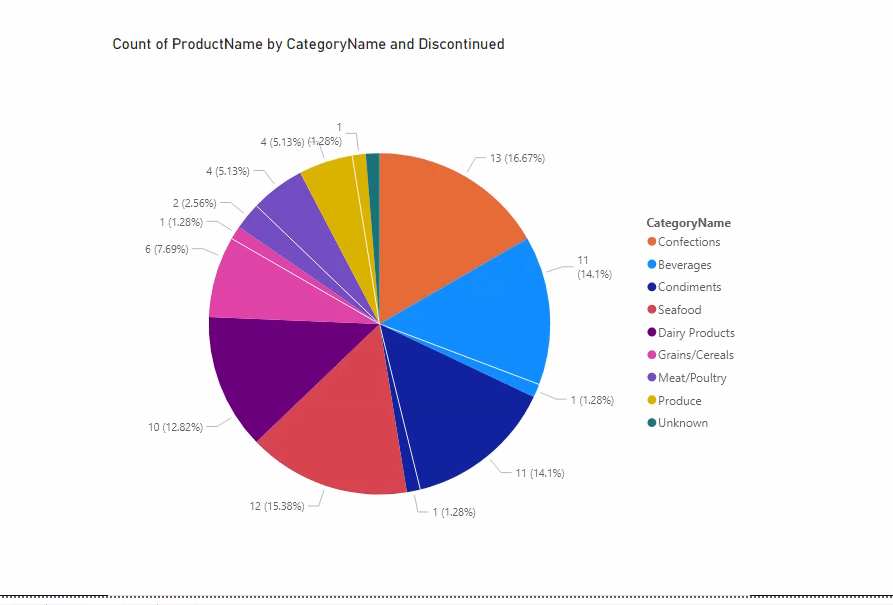 Count of ProductName by CategoryName and Discontinued
1
4 (5.13%) (1.28%)
13 (16.67%)
4 (5.13%)
2 (2.56%)
1 (1.28%)
6 (7.69%)
11
(14.1%)
1 (1.28%)
10 (12.82%)
11 (14.1%)
12 (15.38%)
1 (1.28%)
CategoryName
Confections
Beverages
Condiments
Seafood
Dairy Products
Grains/Cereals
Meat/Poultry
Produce
Unknown